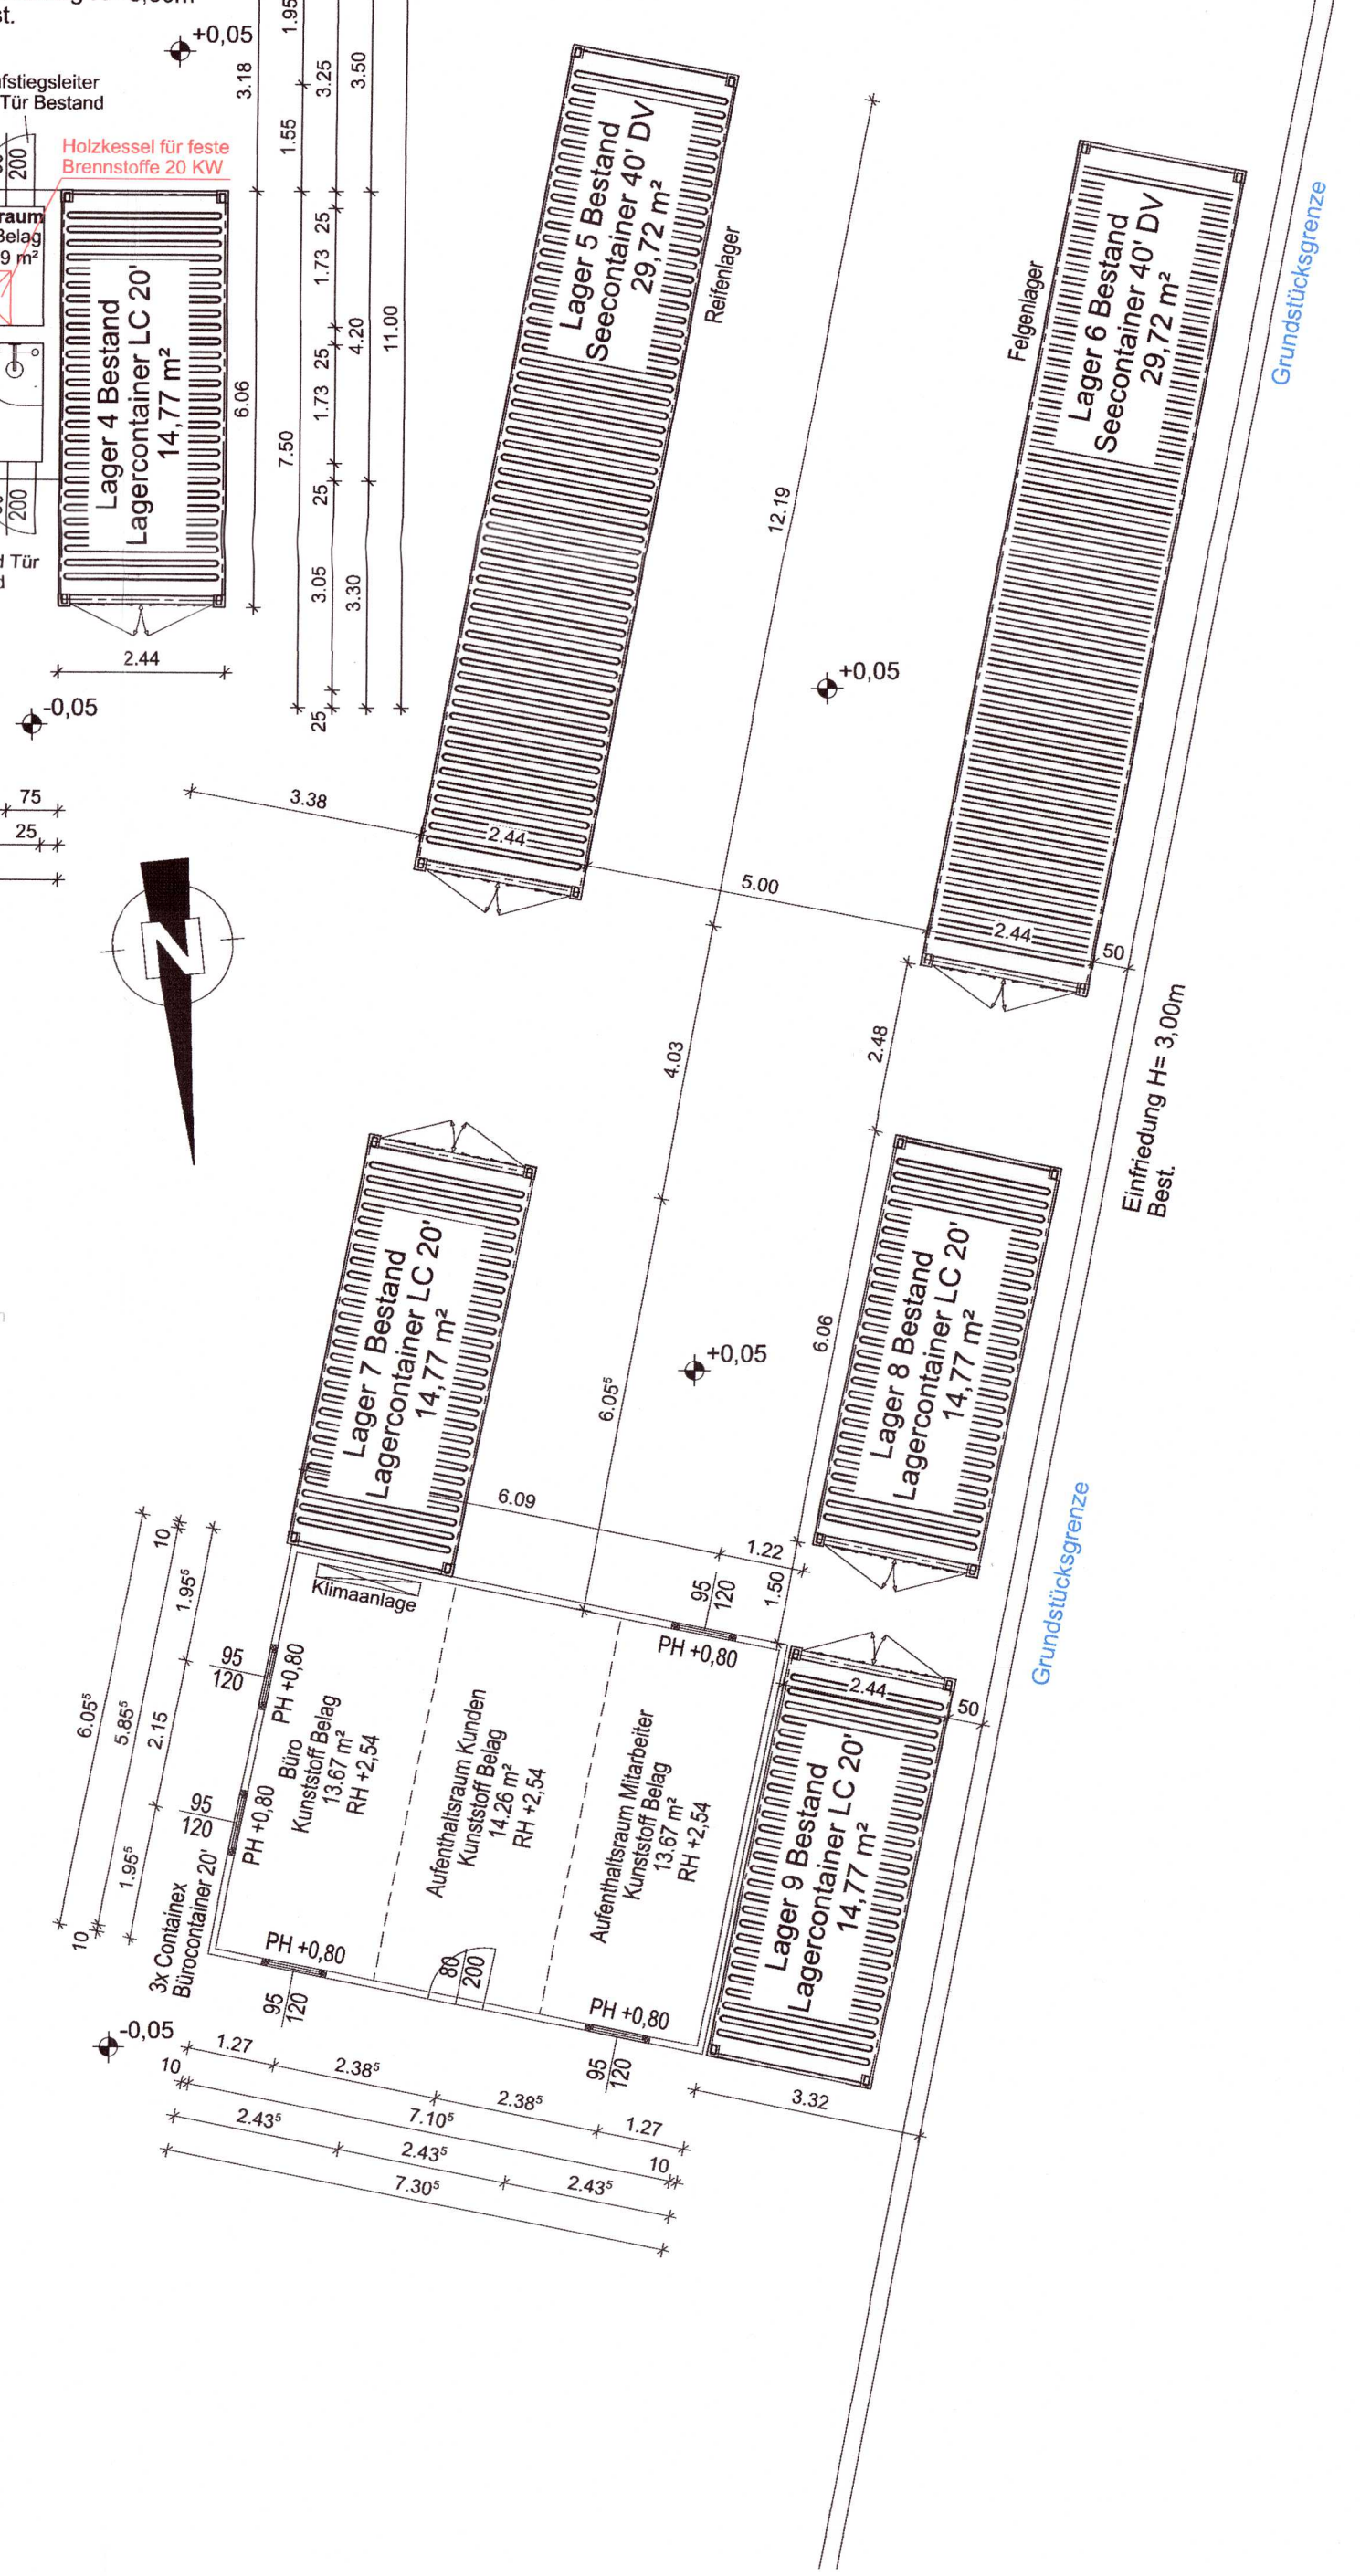 st.
+0,05
fstiegsleiter
Tür Bestand
200
Holzkessel für feste
Brennstoffe 20 KW
raum
Belag
9 m²
Lager 4 Bestand
Lagercontainer LC 20'
14,77 m²
200
Tür
2.44
-0,05
75
25
3.18
6.06
1.95
1.55
7.50
3.25
25
1.73
25
1.73
25
3.05
25
3.50
4.20
3.30
11.00
Lager 5 Bestand
Seecontainer 40' DV
29,72 m²
Reifenlager
12.19
Felgenlager
Lager 6 Bestand
Seecontainer 40' DV
29,72 m²
Grundstücksgrenze
+0,05
3.38
2.44
5.00
2.44
50
N
4.03
2.48
Einfriedung H= 3,00m
Best.
Lager 7 Bestand
Lagercontainer LC 20'
14,77 m²
+0,05
6.05⁵
6.06
Lager 8 Bestand
Lagercontainer LC 20'
14,77 m²
6.09
1.22
1.50
Grundstücksgrenze
Klimaanlage
95
120
PH +0,80
10
1.95⁵
6.05⁵
5.85⁵
2.15
1.95⁵
10
95
120
PH +0,80
95
120
PH +0,80
Büro
Kunststoff Belag
13.67 m²
RH +2,54
Aufenthaltsraum Kunden
Kunststoff Belag
14.26 m²
RH +2,54
Aufenthaltsraum Mitarbeiter
Kunststoff Belag
13.67 m²
RH +2,54
2.44
50
Lager 9 Bestand
Lagercontainer LC 20'
14,77 m²
3x Containex
Bürocontainer 20'
PH +0,80
95
120
80
200
PH +0,80
95
120
-0,05
1.27
2.38⁵
2.38⁵
1.27
10
7.10⁵
10
2.43⁵
2.43⁵
2.43⁵
7.30⁵
3.32